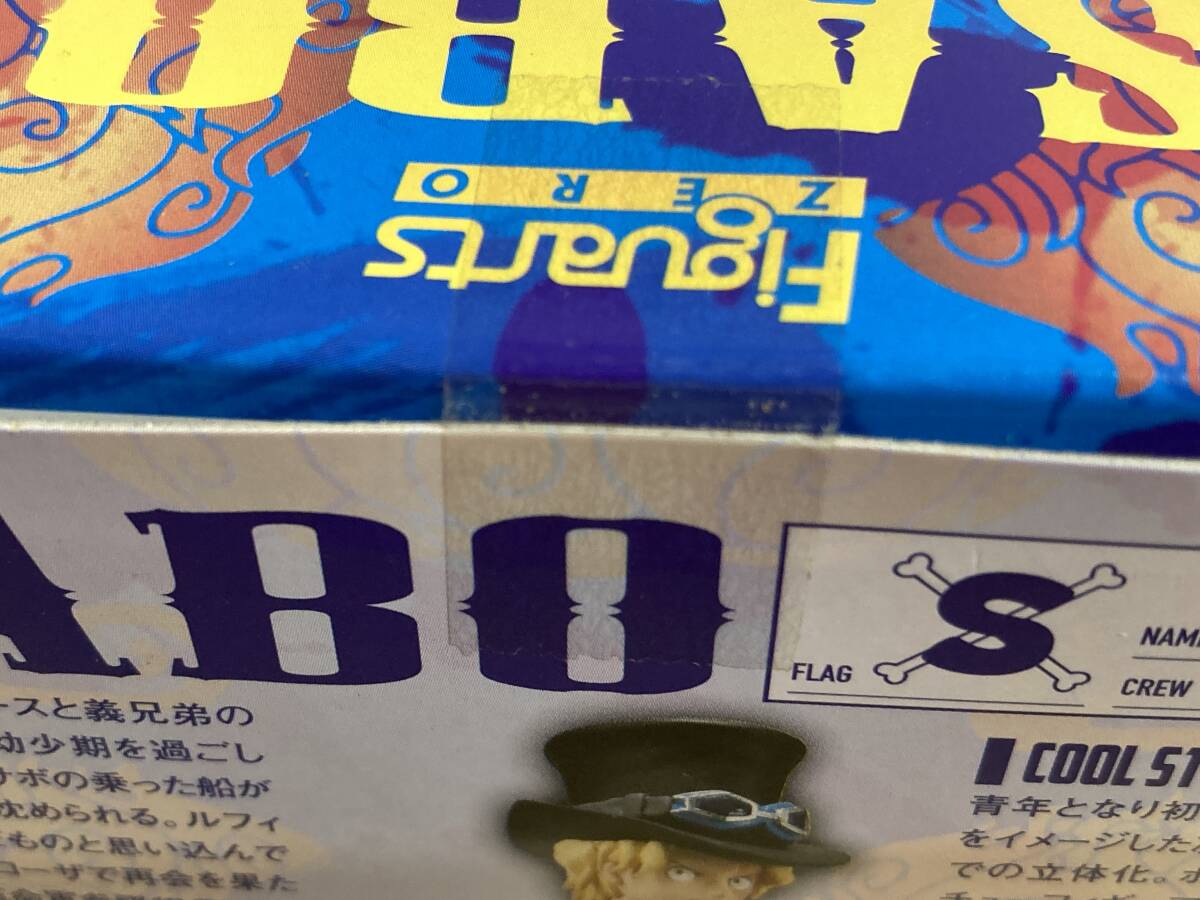 SABO
ZERO
Figuarts
ABO
FLAG
S
CREW
ースと義兄弟の
幼少期を過ごし
サボの乗った船が
沈められる。ルフィ
ものと思い込んで
ローザで再会を果た
COOL ST
青年となり初
をイメージした
での立体化。ポ